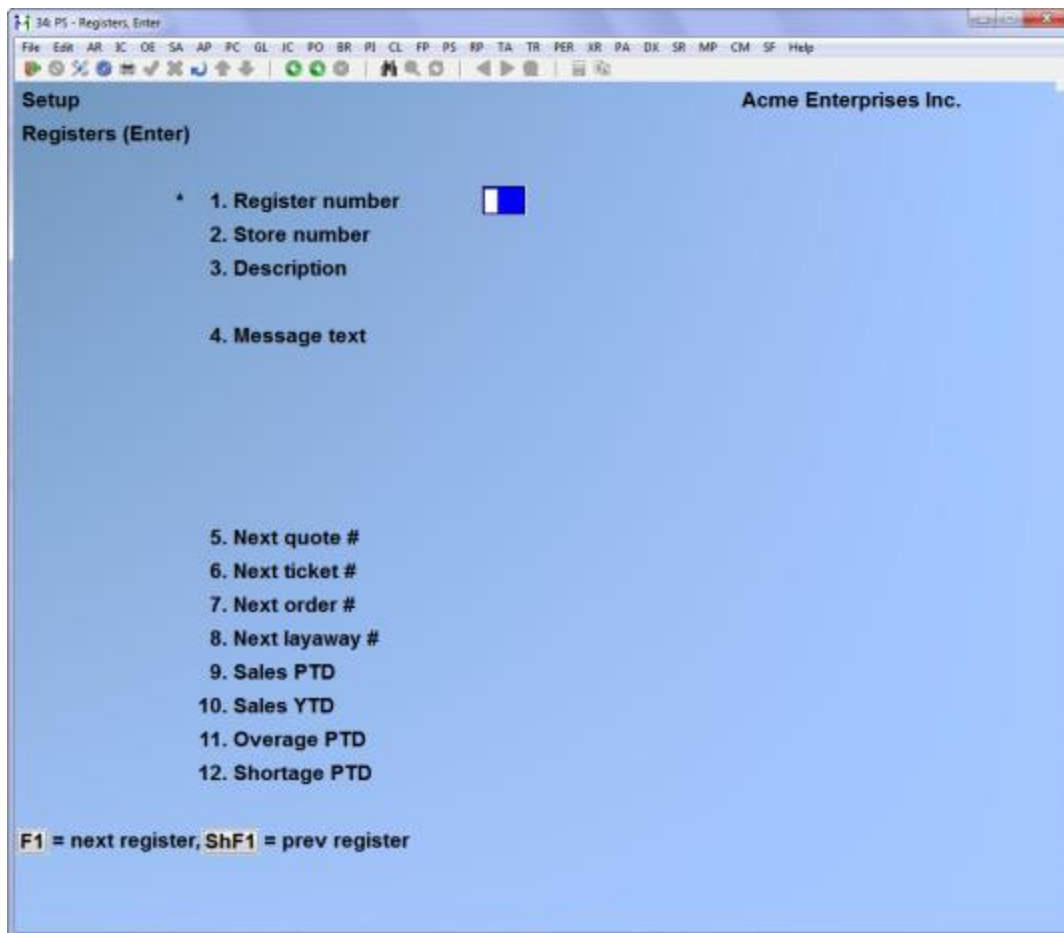 34: PS - Registers, Enter
File Edit AR IC OE SA AP PC GL JC PO BR PI CL FP PS RP TA TR PER XR PA DX SR MP CM SF Help
Setup Acme Enterprises Inc.
Registers (Enter)
* 1. Register number
2. Store number
3. Description
4. Message text
5. Next quote #
6. Next ticket #
7. Next order #
8. Next layaway #
9. Sales PTD
10. Sales YTD
11. Overage PTD
12. Shortage PTD
F1 = next register, ShF1 = prev register